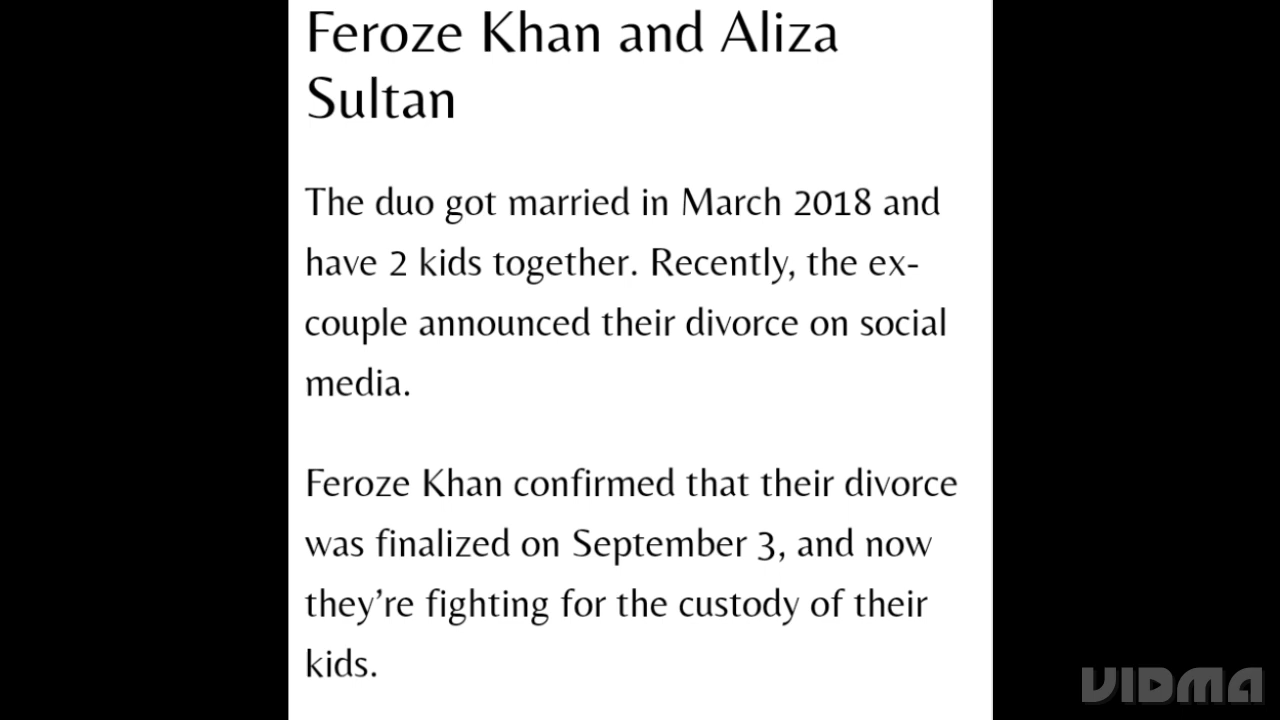 Feroze Khan and Aliza
Sultan
The duo got married in March 2018 and
have 2 kids together. Recently, the ex-
couple announced their divorce on social
media.
Feroze Khan confirmed that their divorce
was finalized on September 3, and now
they’re fighting for the custody of their
kids.
VIDMA